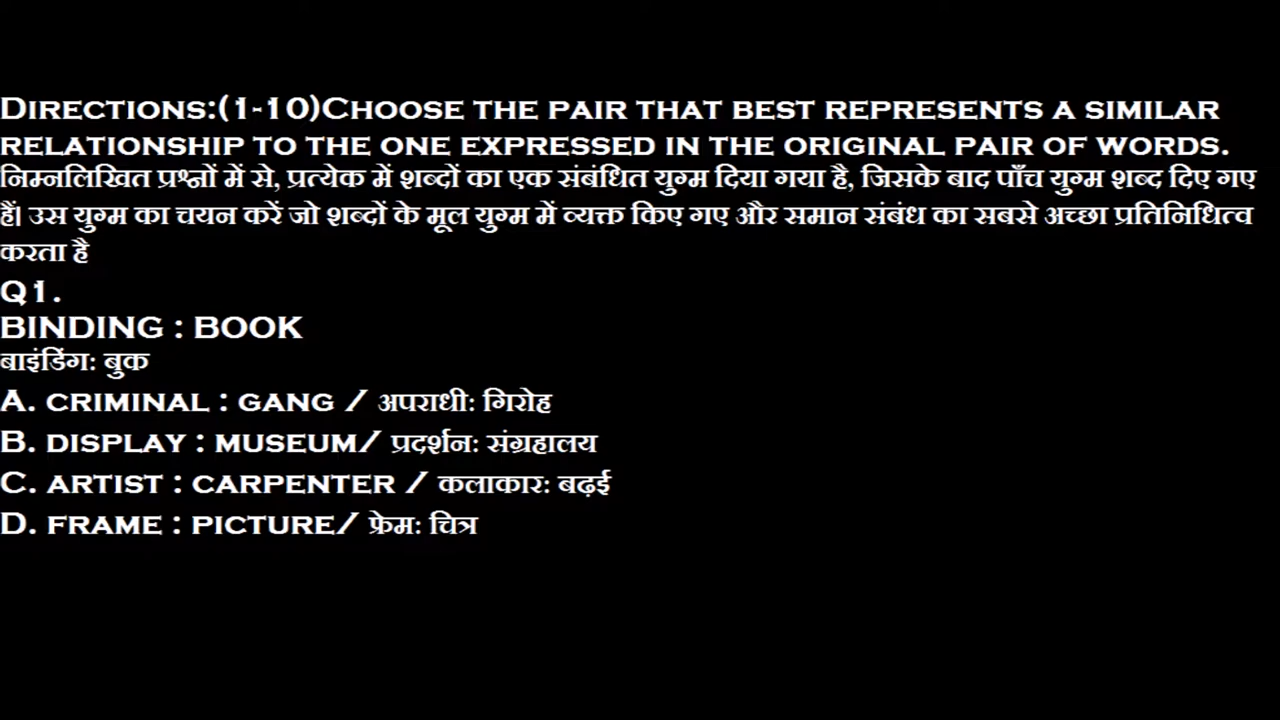 DIRECTIONS:(1-10)CHOOSE THE PAIR THAT BEST REPRESENTS A SIMILAR
RELATIONSHIP TO THE ONE EXPRESSED IN THE ORIGINAL PAIR OF WORDS.
निम्नलिखित प्रश्नों में से, प्रत्येक में शब्दों का एक संबंधित युग्म दिया गया है, जिसके बाद पाँच युग्म शब्द दिए गए
हैं। उस युग्म का चयन करें जो शब्दों के मूल युग्म में व्यक्त किए गए और समान संबंध का सबसे अच्छा प्रतिनिधित्व
करता है
Q1.
BINDING : BOOK
बाइंडिंग: बुक
A. CRIMINAL : GANG / अपराधी: गिरोह
B. DISPLAY : MUSEUM/ प्रदर्शन: संग्रहालय
C. ARTIST : CARPENTER / कलाकार: बढ़ई
D. FRAME : PICTURE/ फ्रेम: चित्र